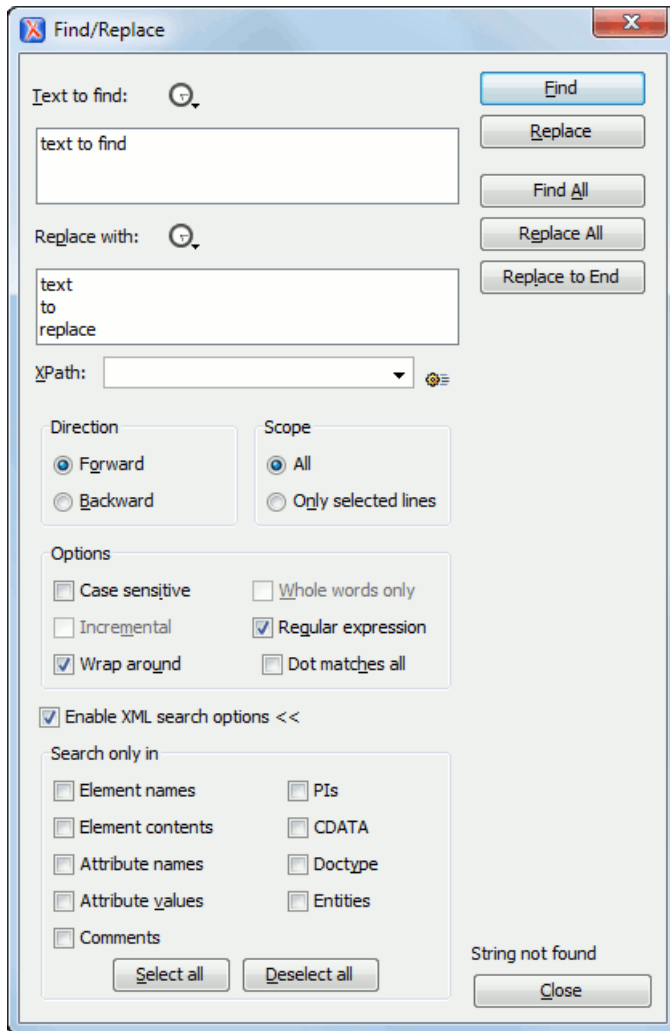 Find/Replace
Text to find:
Find
text to find
Replace
Find All
Replace with:
Replace All
text
to
replace
Replace to End
XPath:
Direction
Scope
Forward
All
Backward
Only selected lines
Options
Case sensitive
Whole words only
Incremental
Regular expression
Wrap around
Dot matches all
Enable XML search options <<
Search only in
Element names
PIs
Element contents
CDATA
Attribute names
Doctype
Attribute values
Entities
Comments
Select all
Deselect all
String not found
Close